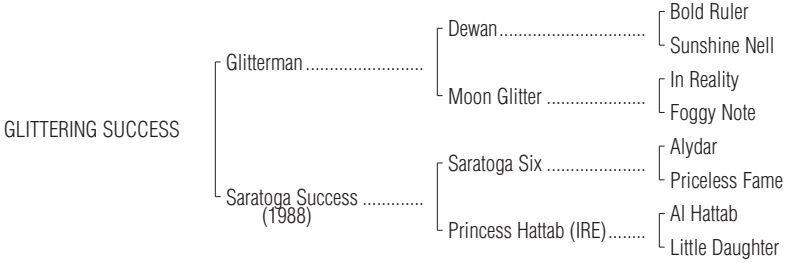 Bold Ruler
Dewan..............................
Sunshine Nell
Glitterman ........................
In Reality
Moon Glitter ....................
Foggy Note
GLITTERING SUCCESS
Alydar
Saratoga Six ....................
Priceless Fame
Saratoga Success .............
(1988)
Al Hattab
Princess Hattab (IRE)........
Little Daughter